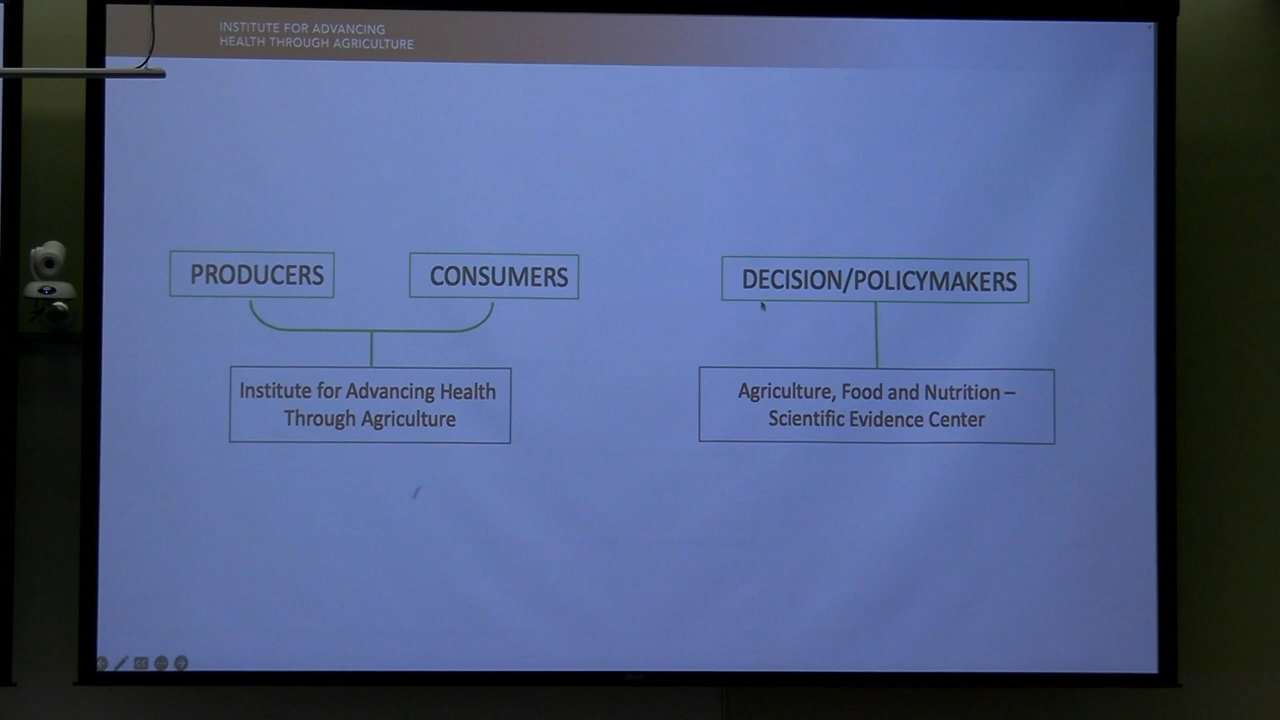 INSTITUTE FOR ADVANCING
HEALTH THROUGH AGRICULTURE
PRODUCERS
CONSUMERS
DECISION/POLICYMAKERS
Institute for Advancing Health
Through Agriculture
Agriculture, Food and Nutrition –
Scientific Evidence Center